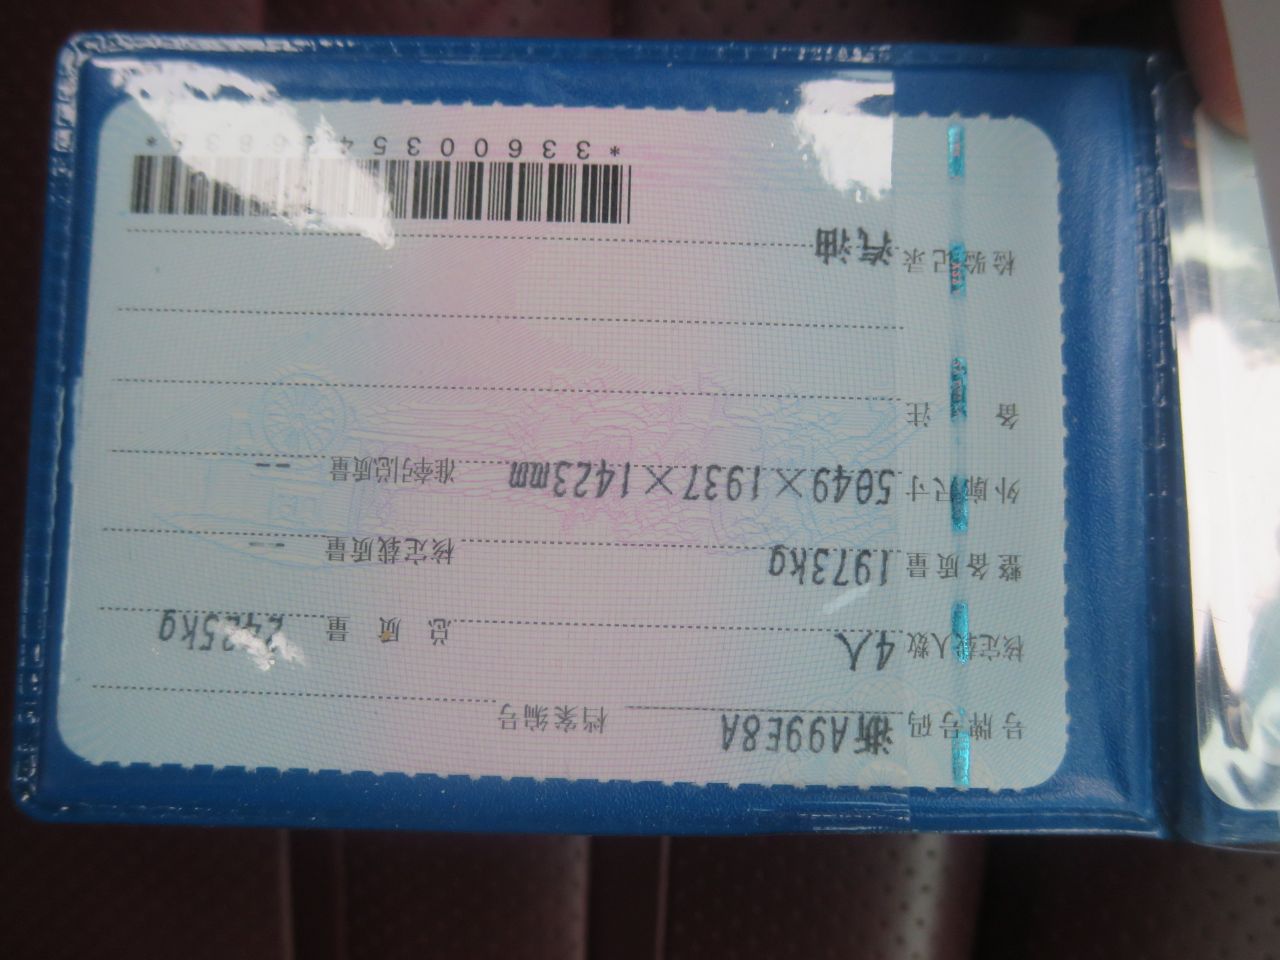 号牌号码 浙A99E8A 档案编号
核定载人数 4人 总质量 2425kg
整备质量 1973kg 核定载质量 --
外廓尺寸 5049×1937×1423mm 准牵引总质量 --
备注
检验记录 汽油